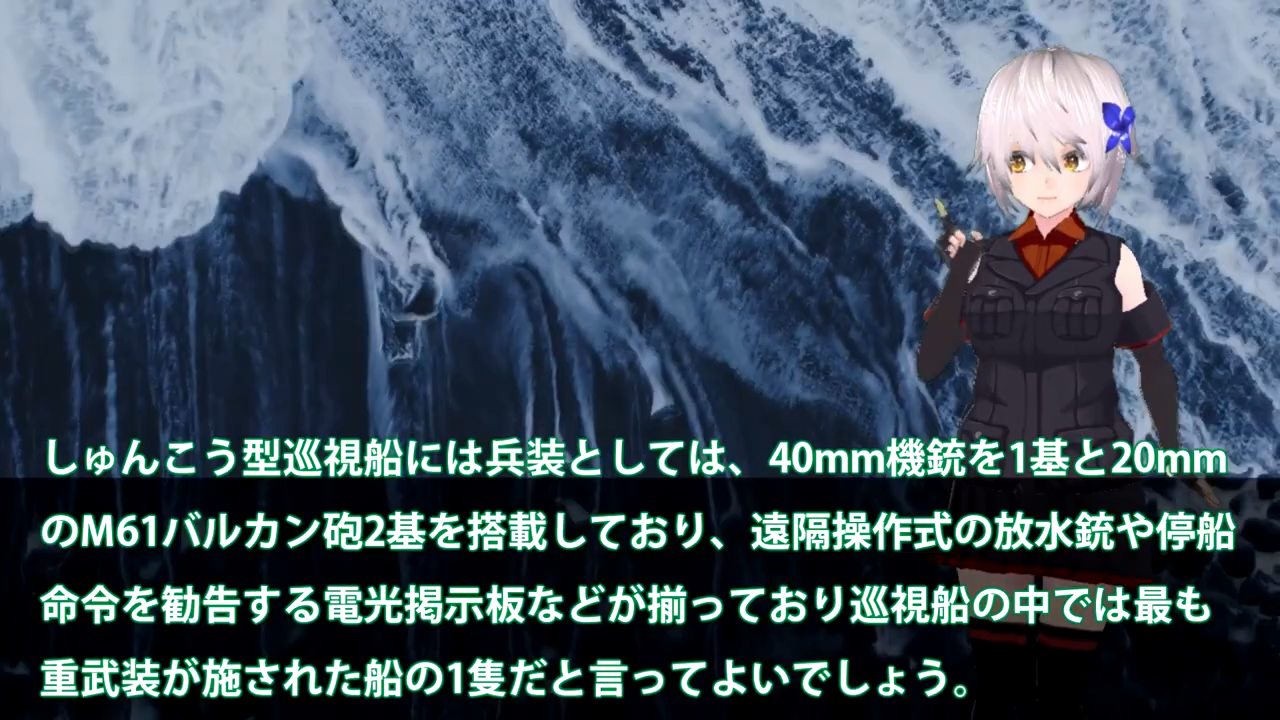 しゅんこう型巡視船には兵装としては、40mm機銃を1基と20mm
のM61バルカン砲2基を搭載しており、遠隔操作式の放水銃や停船
命令を勧告する電光掲示板などが揃っており巡視船の中では最も
重武装が施された船の1隻だと言ってよいでしょう。